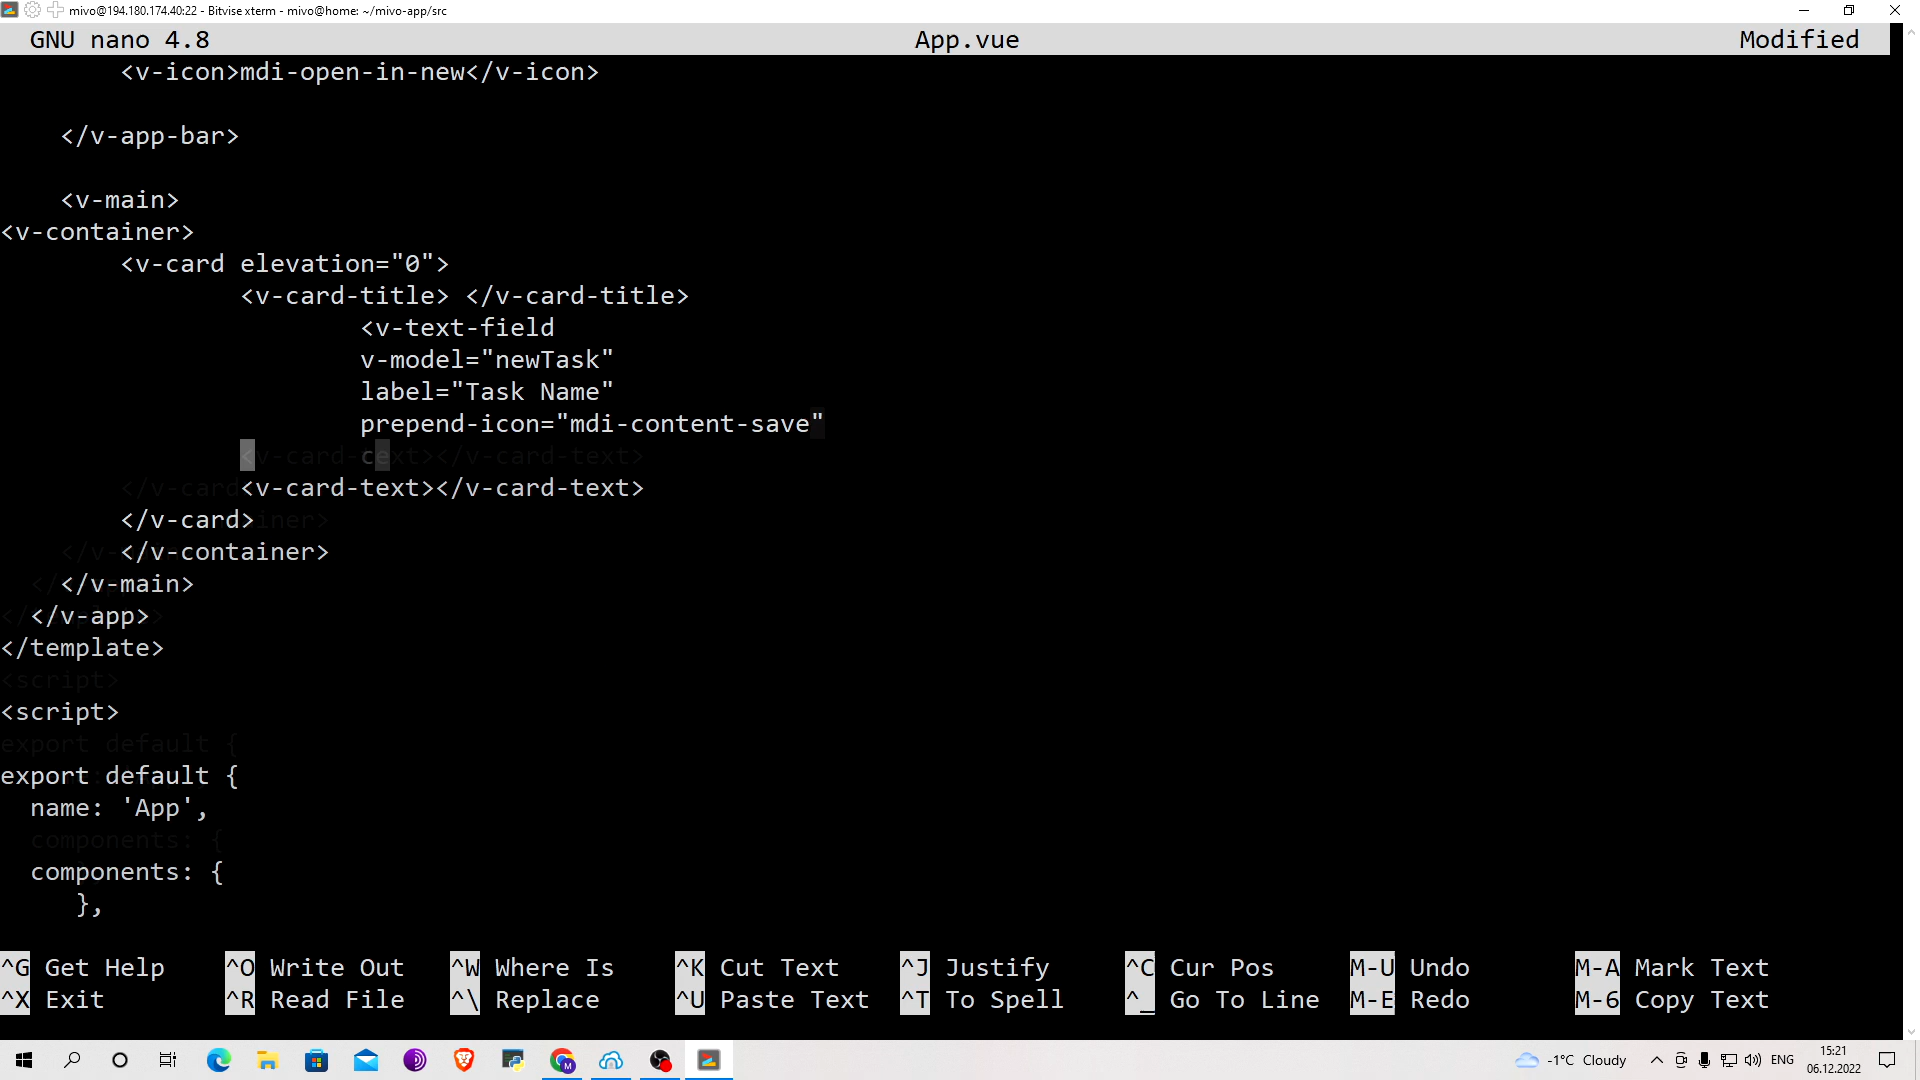 mivo@194.180.174.40:22 - Bitvise xterm - mivo@home: ~/mivo-app/src
GNU nano 4.8 App.vue Modified
<v-icon>mdi-open-in-new</v-icon>
</v-app-bar>
<v-main>
<v-container>
<v-card elevation="0">
<v-card-title> </v-card-title>
<v-text-field
v-model="newTask"
label="Task Name"
prepend-icon="mdi-content-save"
c
<v-card-text></v-card-text>
</v-card>
</v-container>
</v-main>
</v-app>
</template>
<script>
export default {
name: 'App',
components: {
},
^G Get Help ^O Write Out ^W Where Is ^K Cut Text ^J Justify ^C Cur Pos M-U Undo M-A Mark Text
^X Exit ^R Read File ^\ Replace ^U Paste Text ^T To Spell ^_ Go To Line M-E Redo M-6 Copy Text
-1°C Cloudy ENG 15:21
06.12.2022